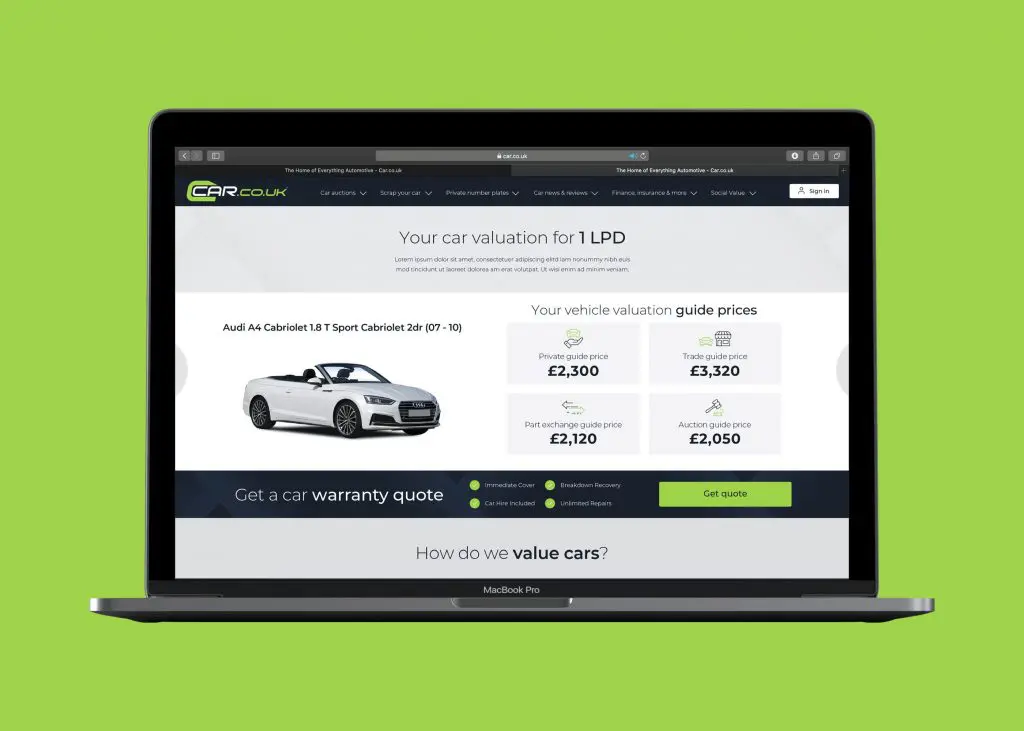 car.co.uk
The Home of Everything Automotive - Car.co.uk
The Home of Everything Automotive - Car.co.uk
CAR.CO.UK
Car auctions
Scrap your car
Private number plates
Car news & reviews
Finance, insurance & more
Social Value
Sign in
Your car valuation for 1 LPD
Lorem ipsum dolor sit amet, consectetuer adipiscing elitrd lam nonummy nibh euis
mod tincidunt ut laoreet dolorea am erat volutpat. Ut wisi enim ad minim veniam.
Audi A4 Cabriolet 1.8 T Sport Cabriolet 2dr (07 - 10)
Your vehicle valuation guide prices
Private guide price
£2,300
Trade guide price
£3,320
Part exchange guide price
£2,120
Auction guide price
£2,050
Get a car warranty quote
Immediate Cover
Breakdown Recovery
Car Hire Included
Unlimited Repairs
Get quote
How do we value cars?
MacBook Pro